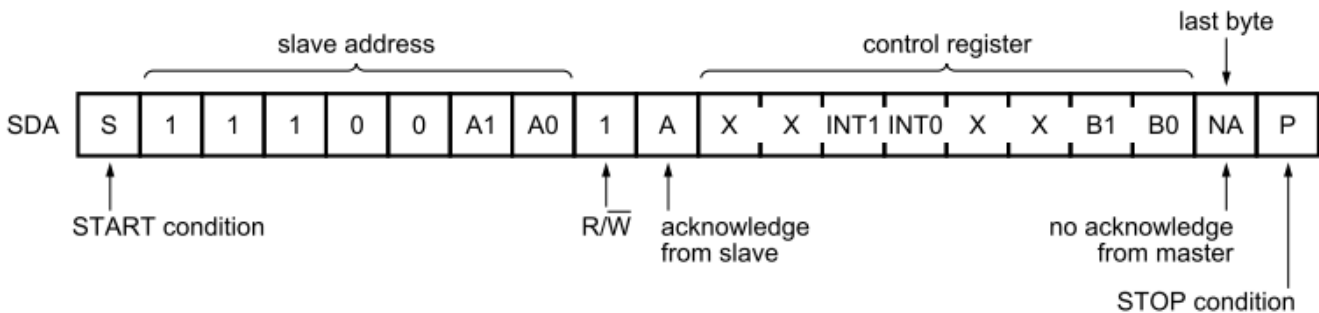 last byte
slave address control register
SDA S 1 1 1 0 0 A1 A0 1 A X X INT1 INT0 X X B1 B0 NA P
START condition R/W̅ acknowledge no acknowledge
from slave from master
STOP condition